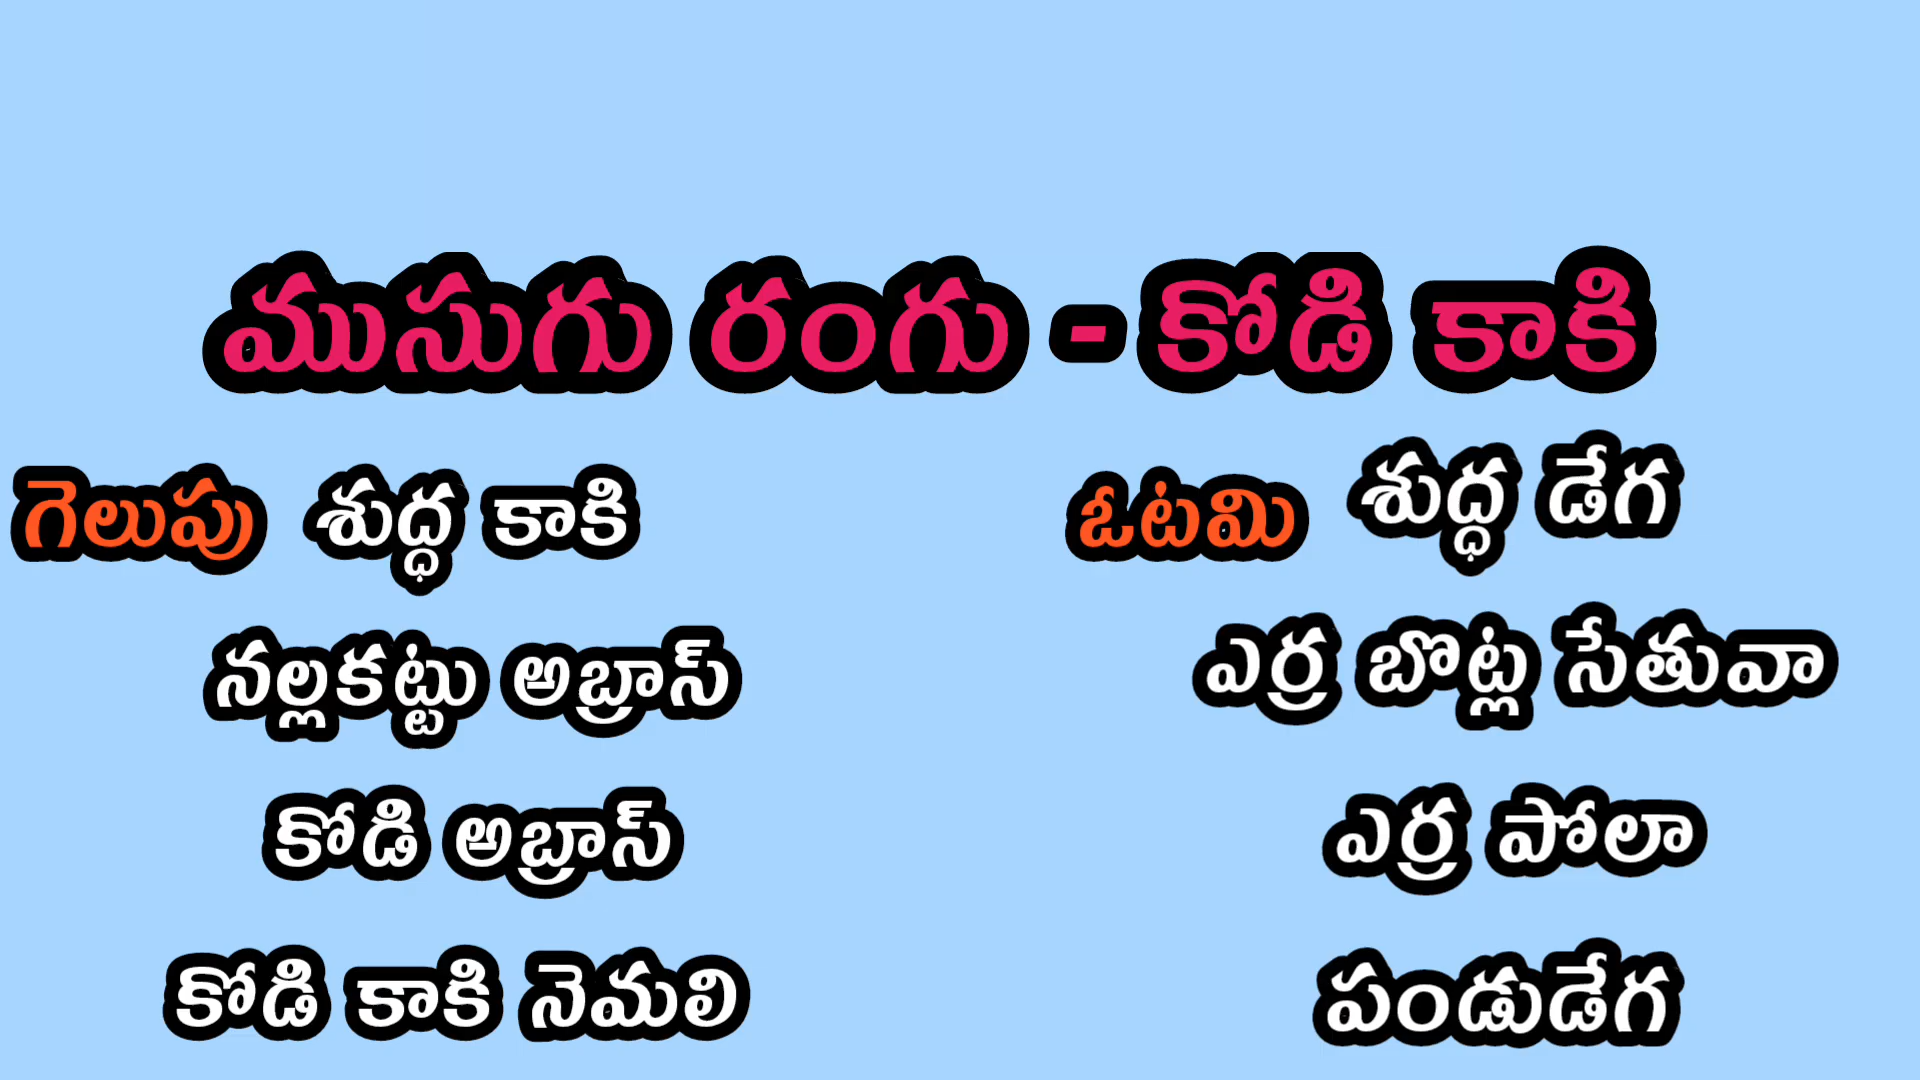 ముసుగు రంగు - కోడి కాకి
గెలుపు శుద్ధ కాకి
నల్లకట్టు అబ్రాస్
కోడి అబ్రాస్
కోడి కాకి నెమలి
ఓటమి శుద్ధ డేగ
ఎర్ర బొట్ల సేతువా
ఎర్ర పోలా
పండుడేగ